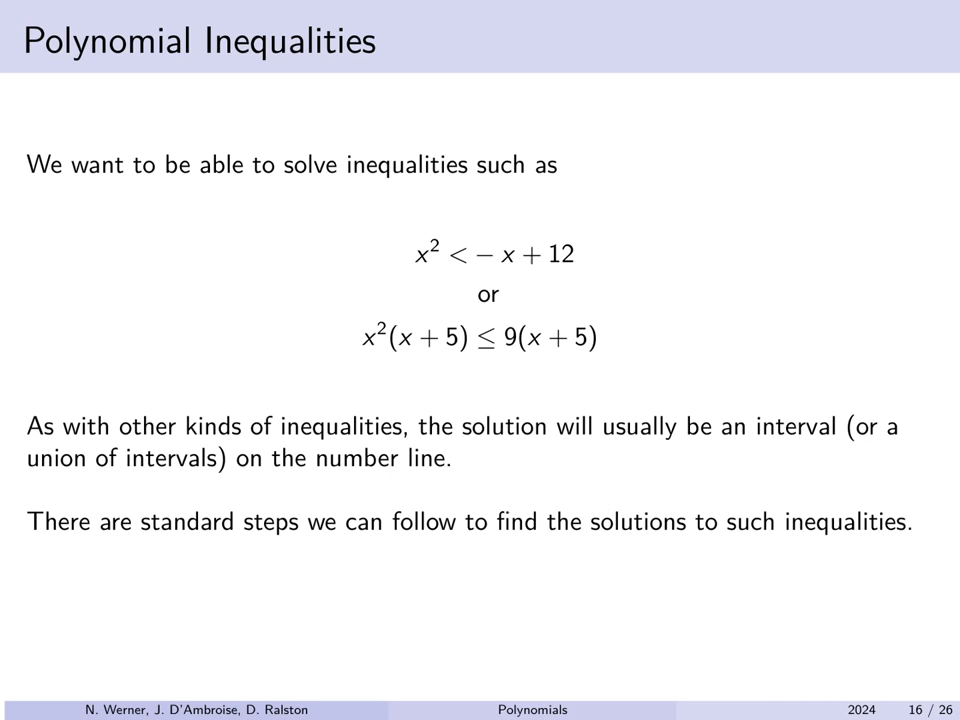 Polynomial Inequalities
We want to be able to solve inequalities such as
x² < − x + 12
or
x²(x + 5) ≤ 9(x + 5)
As with other kinds of inequalities, the solution will usually be an interval (or a
union of intervals) on the number line.
There are standard steps we can follow to find the solutions to such inequalities.
N. Werner, J. D'Ambroise, D. Ralston Polynomials 2024 16 / 26